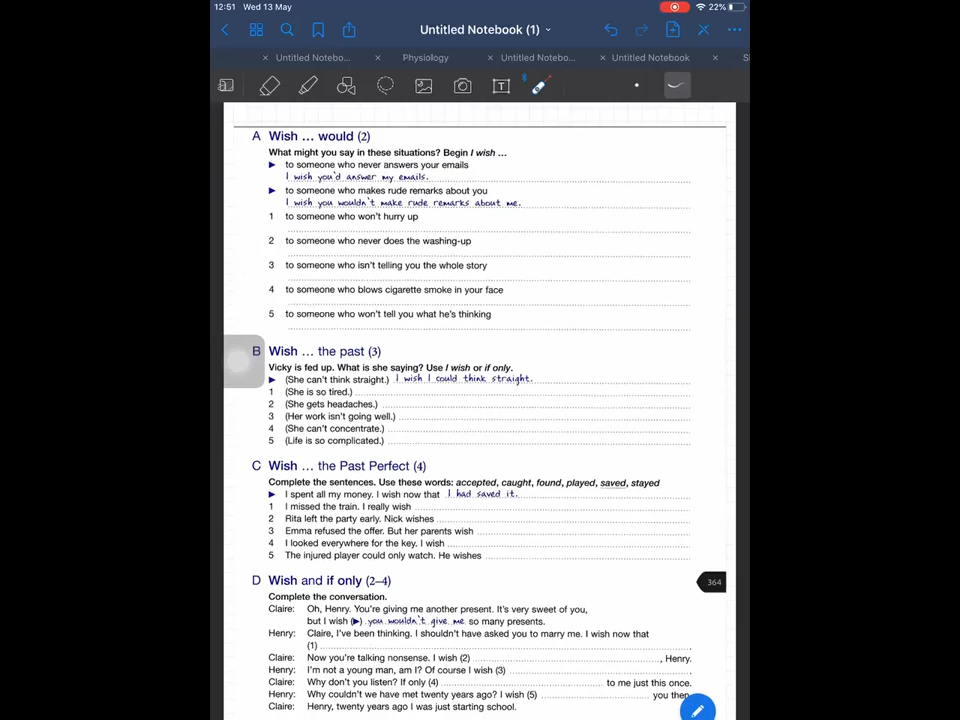 12:51 Wed 13 May 22%
Untitled Notebook (1)
Untitled Notebo... Physiology Untitled Notebo... Untitled Notebook
A Wish … would (2)
What might you say in these situations? Begin I wish …
▶ to someone who never answers your emails
I wish you'd answer my emails.
▶ to someone who makes rude remarks about you
I wish you wouldn't make rude remarks about me.
1 to someone who won't hurry up
2 to someone who never does the washing-up
3 to someone who isn't telling you the whole story
4 to someone who blows cigarette smoke in your face
5 to someone who won't tell you what he's thinking
B Wish … the past (3)
Vicky is fed up. What is she saying? Use I wish or if only.
▶ (She can't think straight.) I wish I could think straight.
1 (She is so tired.)
2 (She gets headaches.)
3 (Her work isn't going well.)
4 (She can't concentrate.)
5 (Life is so complicated.)
C Wish … the Past Perfect (4)
Complete the sentences. Use these words: accepted, caught, found, played, saved, stayed
▶ I spent all my money. I wish now that I had saved it.
1 I missed the train. I really wish
2 Rita left the party early. Nick wishes
3 Emma refused the offer. But her parents wish
4 I looked everywhere for the key. I wish
5 The injured player could only watch. He wishes
D Wish and if only (2–4)
364
Complete the conversation.
Claire: Oh, Henry. You're giving me another present. It's very sweet of you,
but I wish (▶) you wouldn't give me so many presents.
Henry: Claire, I've been thinking. I shouldn't have asked you to marry me. I wish now that
(1) .
Claire: Now you're talking nonsense. I wish (2) , Henry.
Henry: I'm not a young man, am I? Of course I wish (3) .
Claire: Why don't you listen? If only (4) to me just this once.
Henry: Why couldn't we have met twenty years ago? I wish (5) you then.
Claire: Henry, twenty years ago I was just starting school.